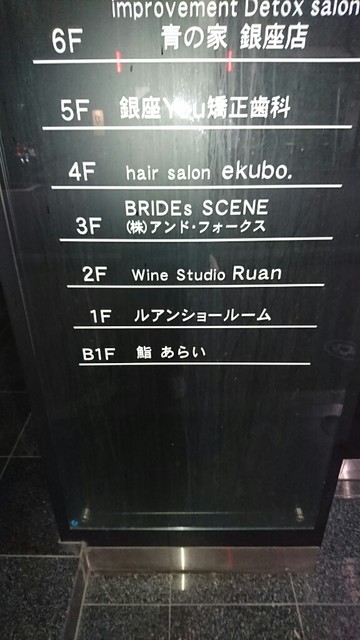 improvement Detox salon
6F 青の家 銀座店
5F 銀座You矯正歯科
4F hair salon ekubo.
BRIDEs SCENE
3F (株)アンド・フォークス
2F Wine Studio Ruan
1F ルアンショールーム
B1F 鮨 あらい